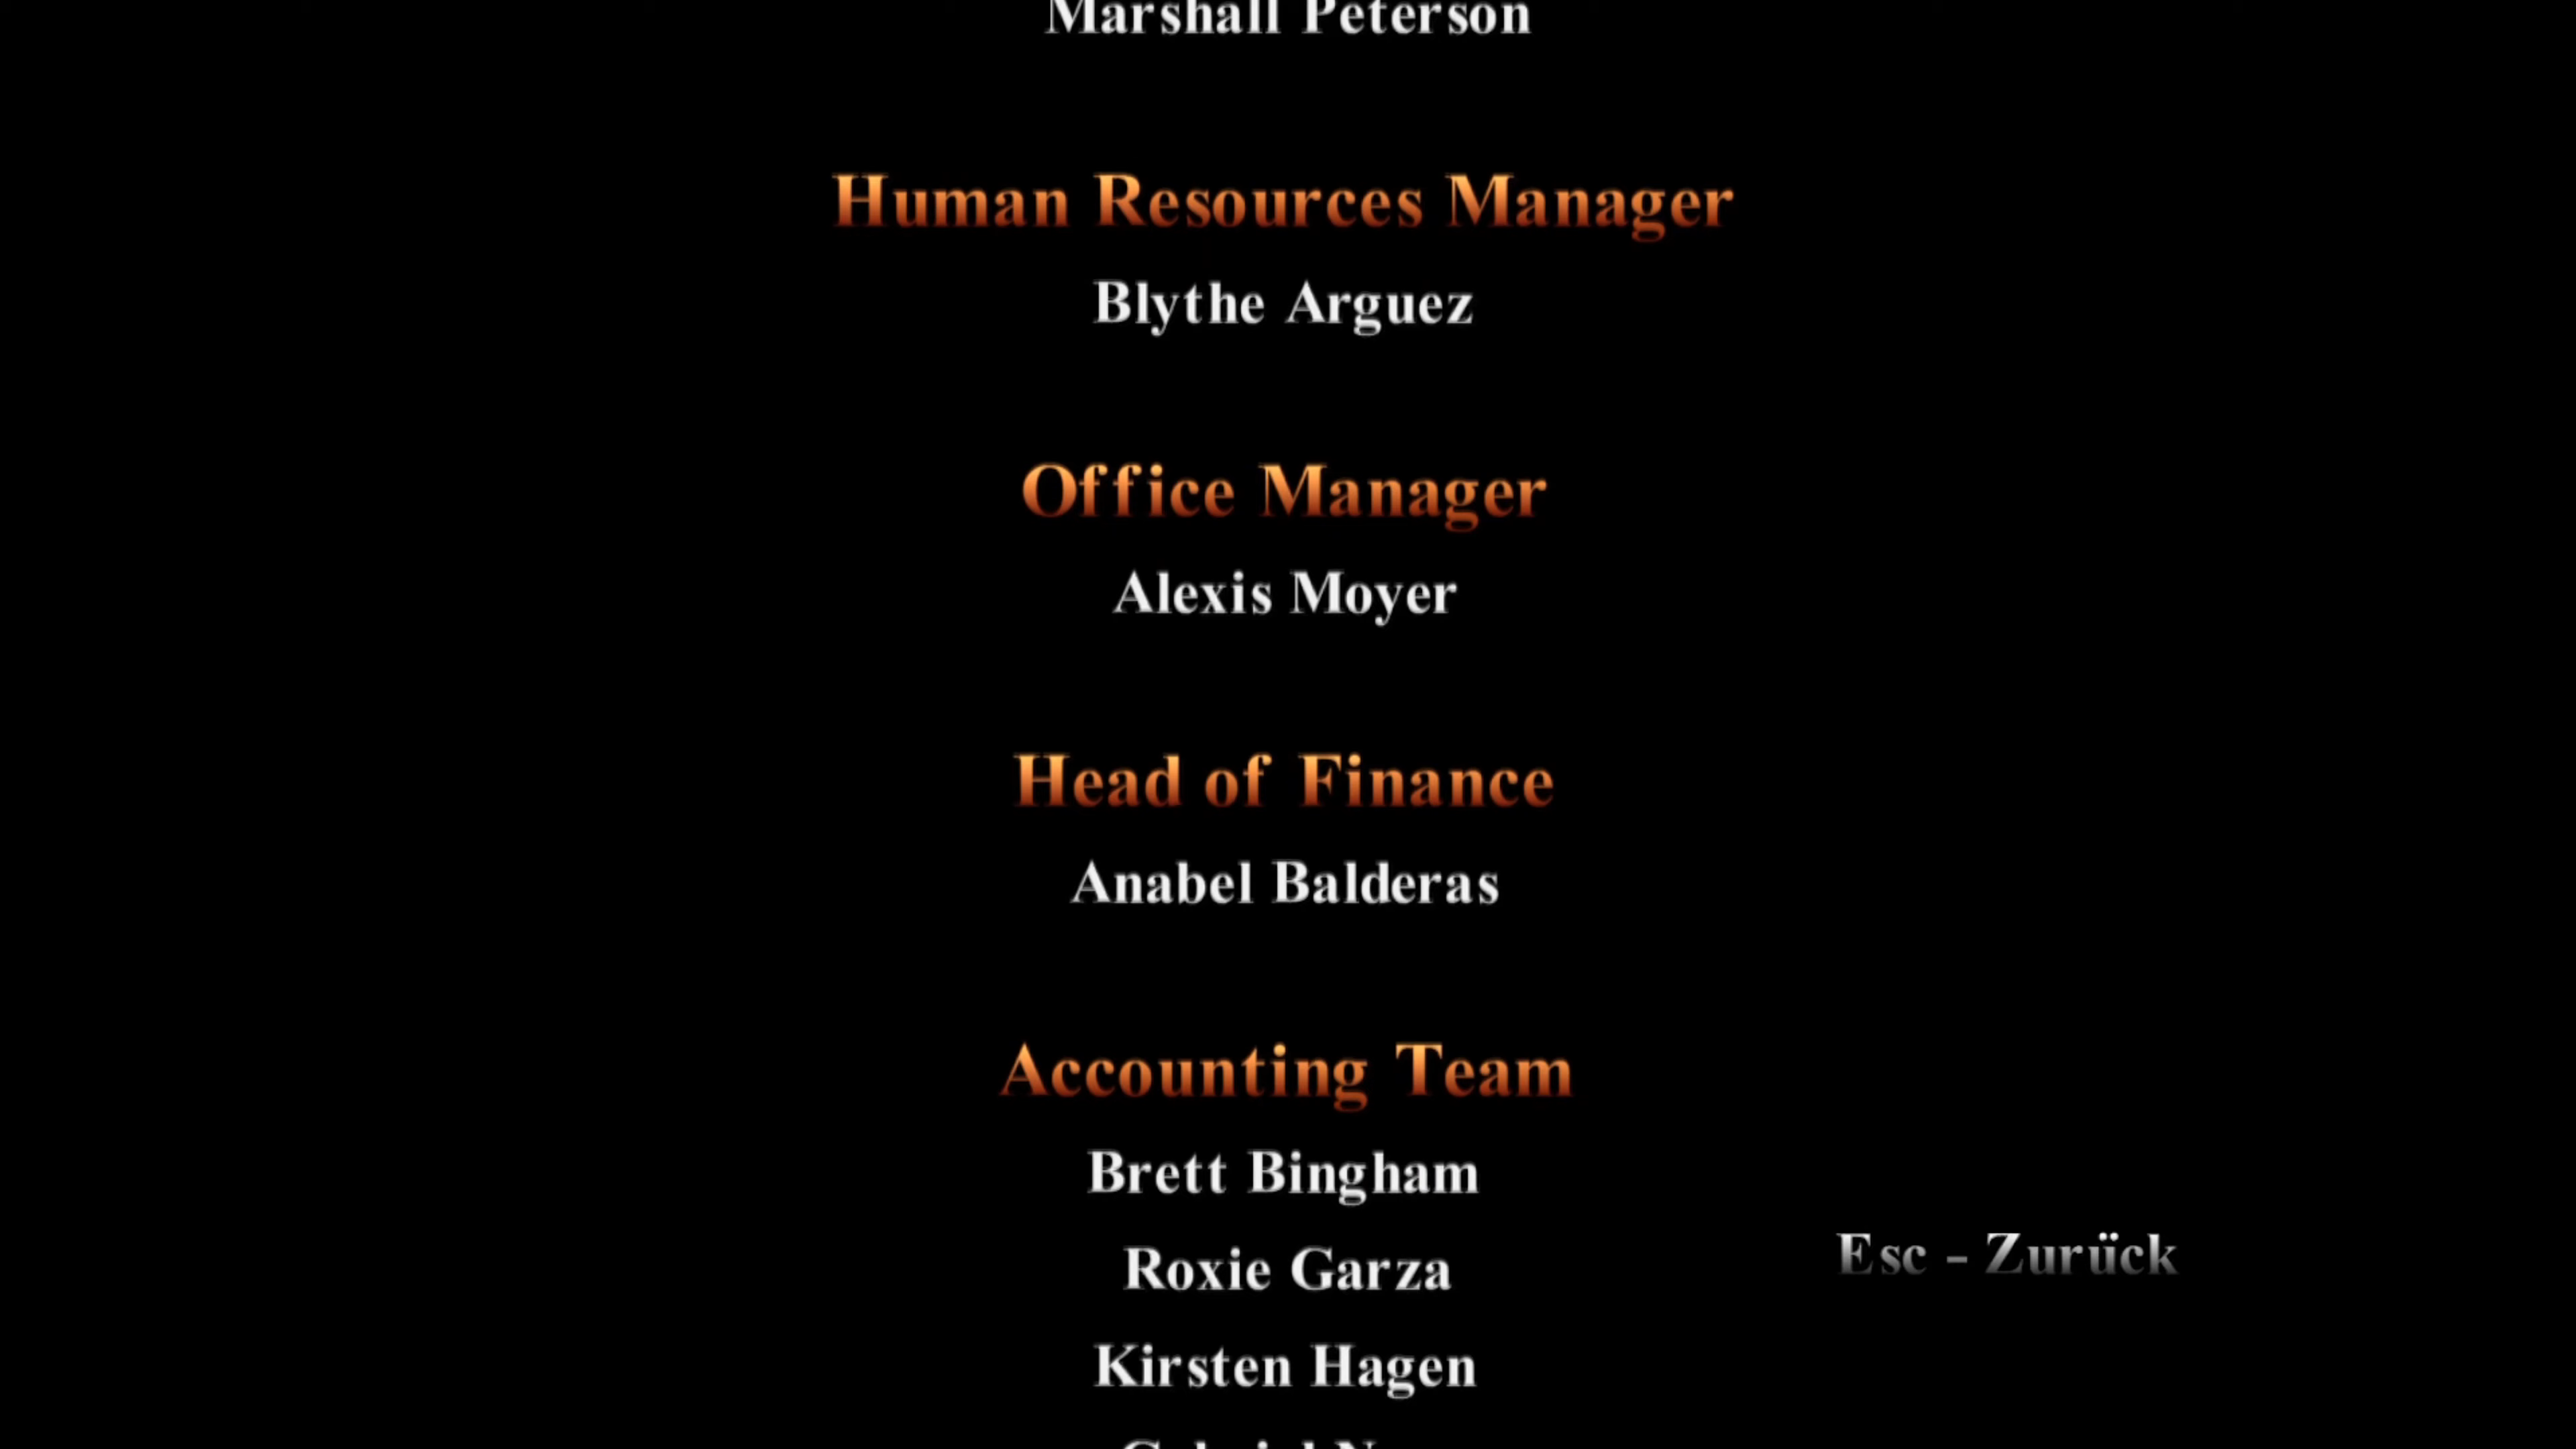 Marshall Peterson
Human Resources Manager
Blythe Arguez
Office Manager
Alexis Moyer
Head of Finance
Anabel Balderas
Accounting Team
Brett Bingham
Roxie Garza
Esc - Zurück
Kirsten Hagen